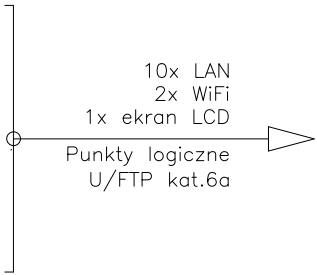 10x LAN
2x WiFi
1x ekran LCD
Punkty logiczne
U/FTP kat.6a